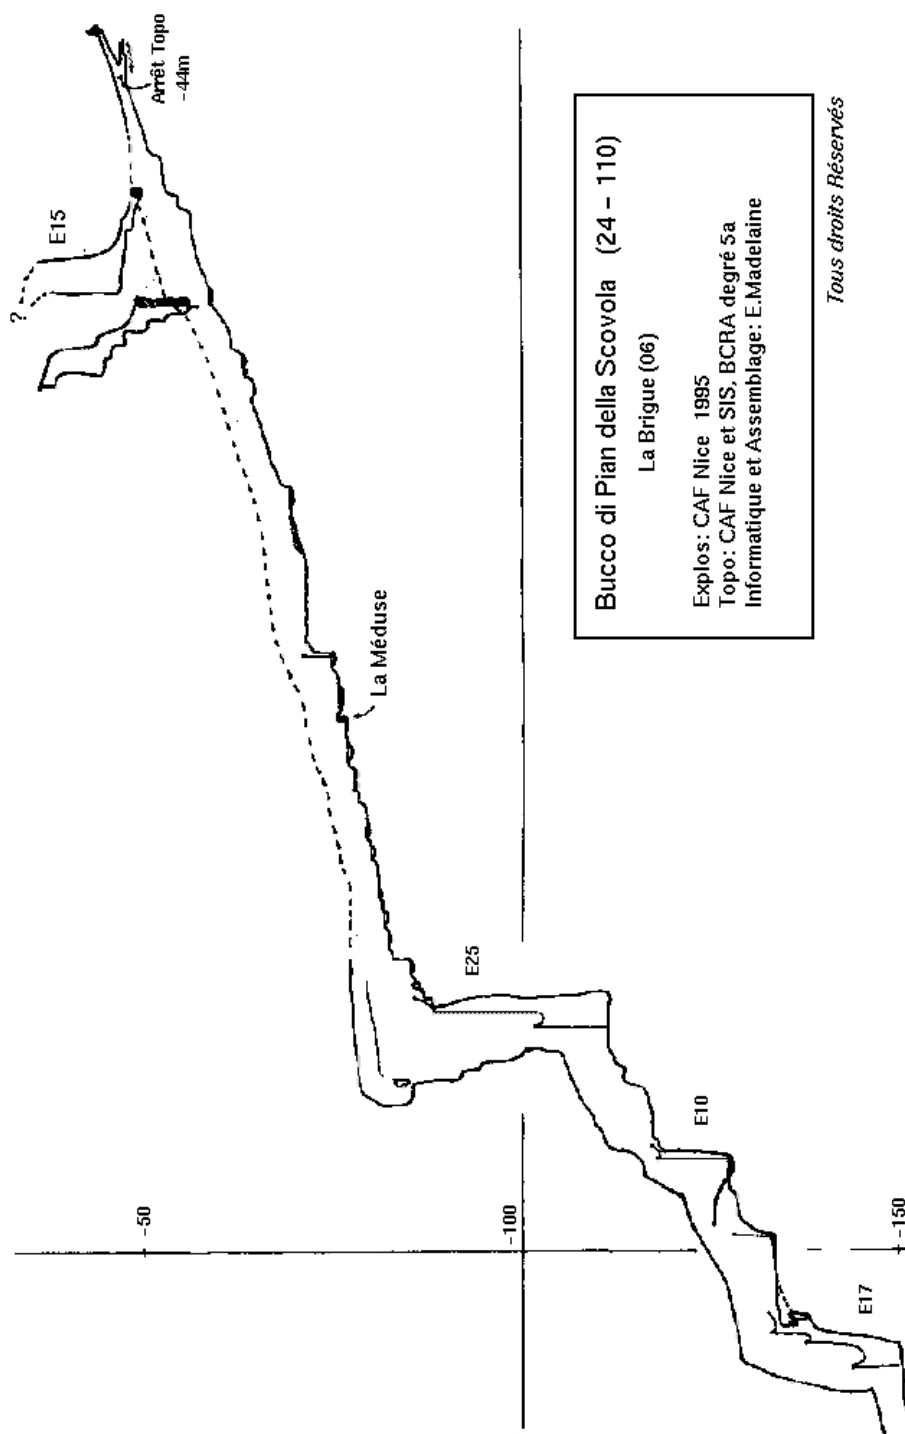 Arrêt Topo
-44m
E15
?
La Méduse
E25
E10
E17
-50
-100
-150
Bucco di Pian della Scovola (24 - 110)
La Brigue (06)
Explos: CAF Nice 1995
Topo: CAF Nice et SIS, BCRA degré 5a
Informatique et Assemblage: E.Madelaine
Tous droits Réservés